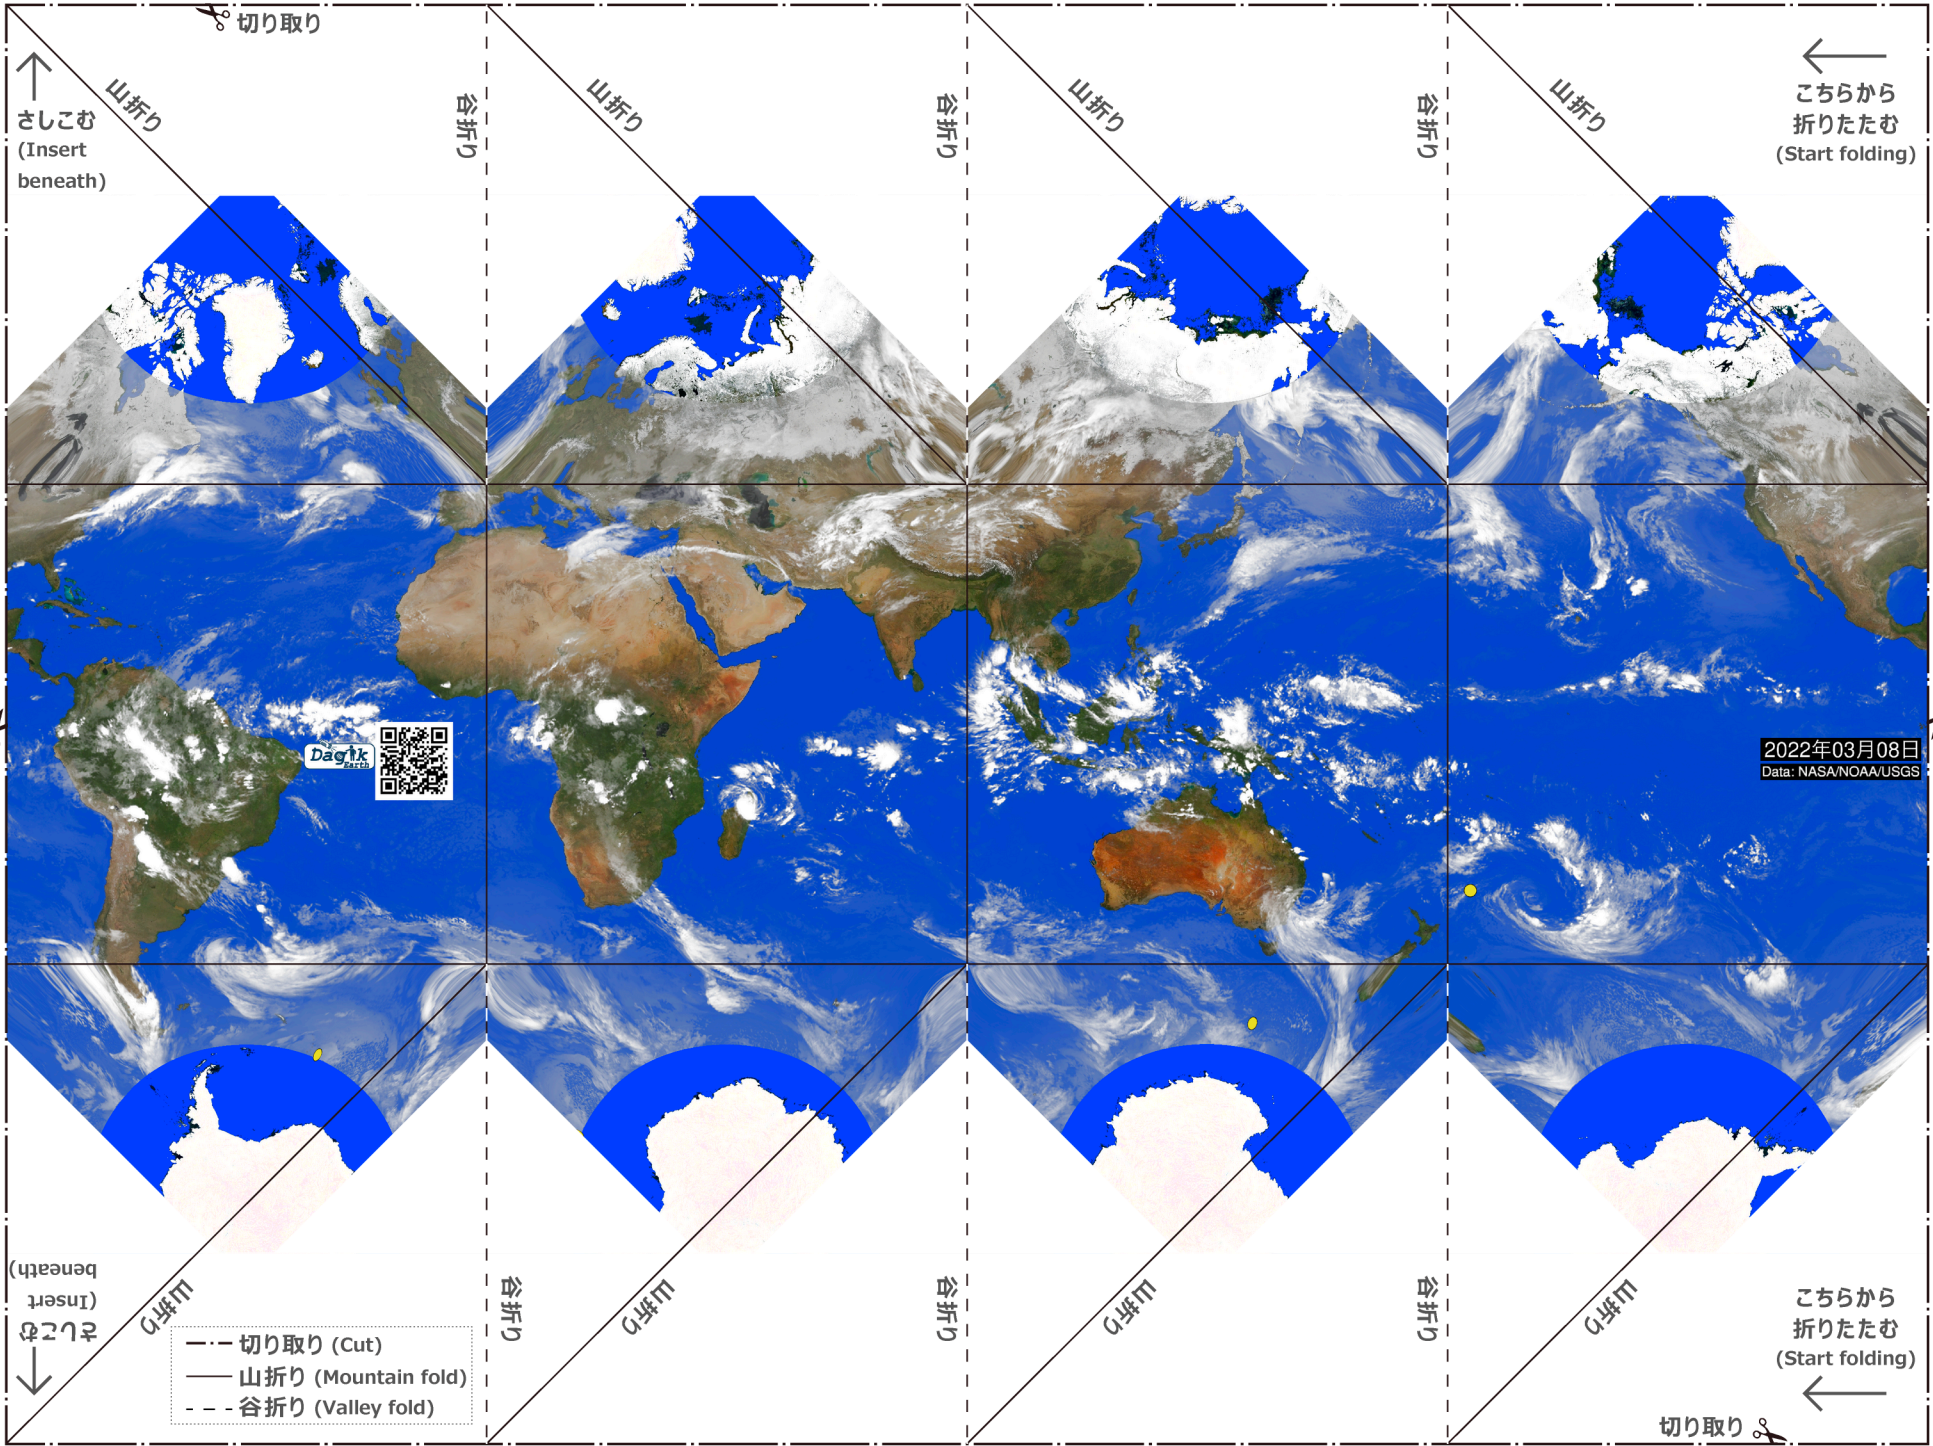 切り取り
さしこむ
(Insert
beneath)
山折り
谷折り
山折り
谷折り
山折り
谷折り
山折り
こちらから
折りたたむ
(Start folding)
Dagik
Earth
2022年03月08日
Data: NASA/NOAA/USGS
さしこむ
(Insert
beneath)
山折り
谷折り
山折り
谷折り
山折り
谷折り
山折り
こちらから
折りたたむ
(Start folding)
切り取り (Cut)
山折り (Mountain fold)
谷折り (Valley fold)
切り取り